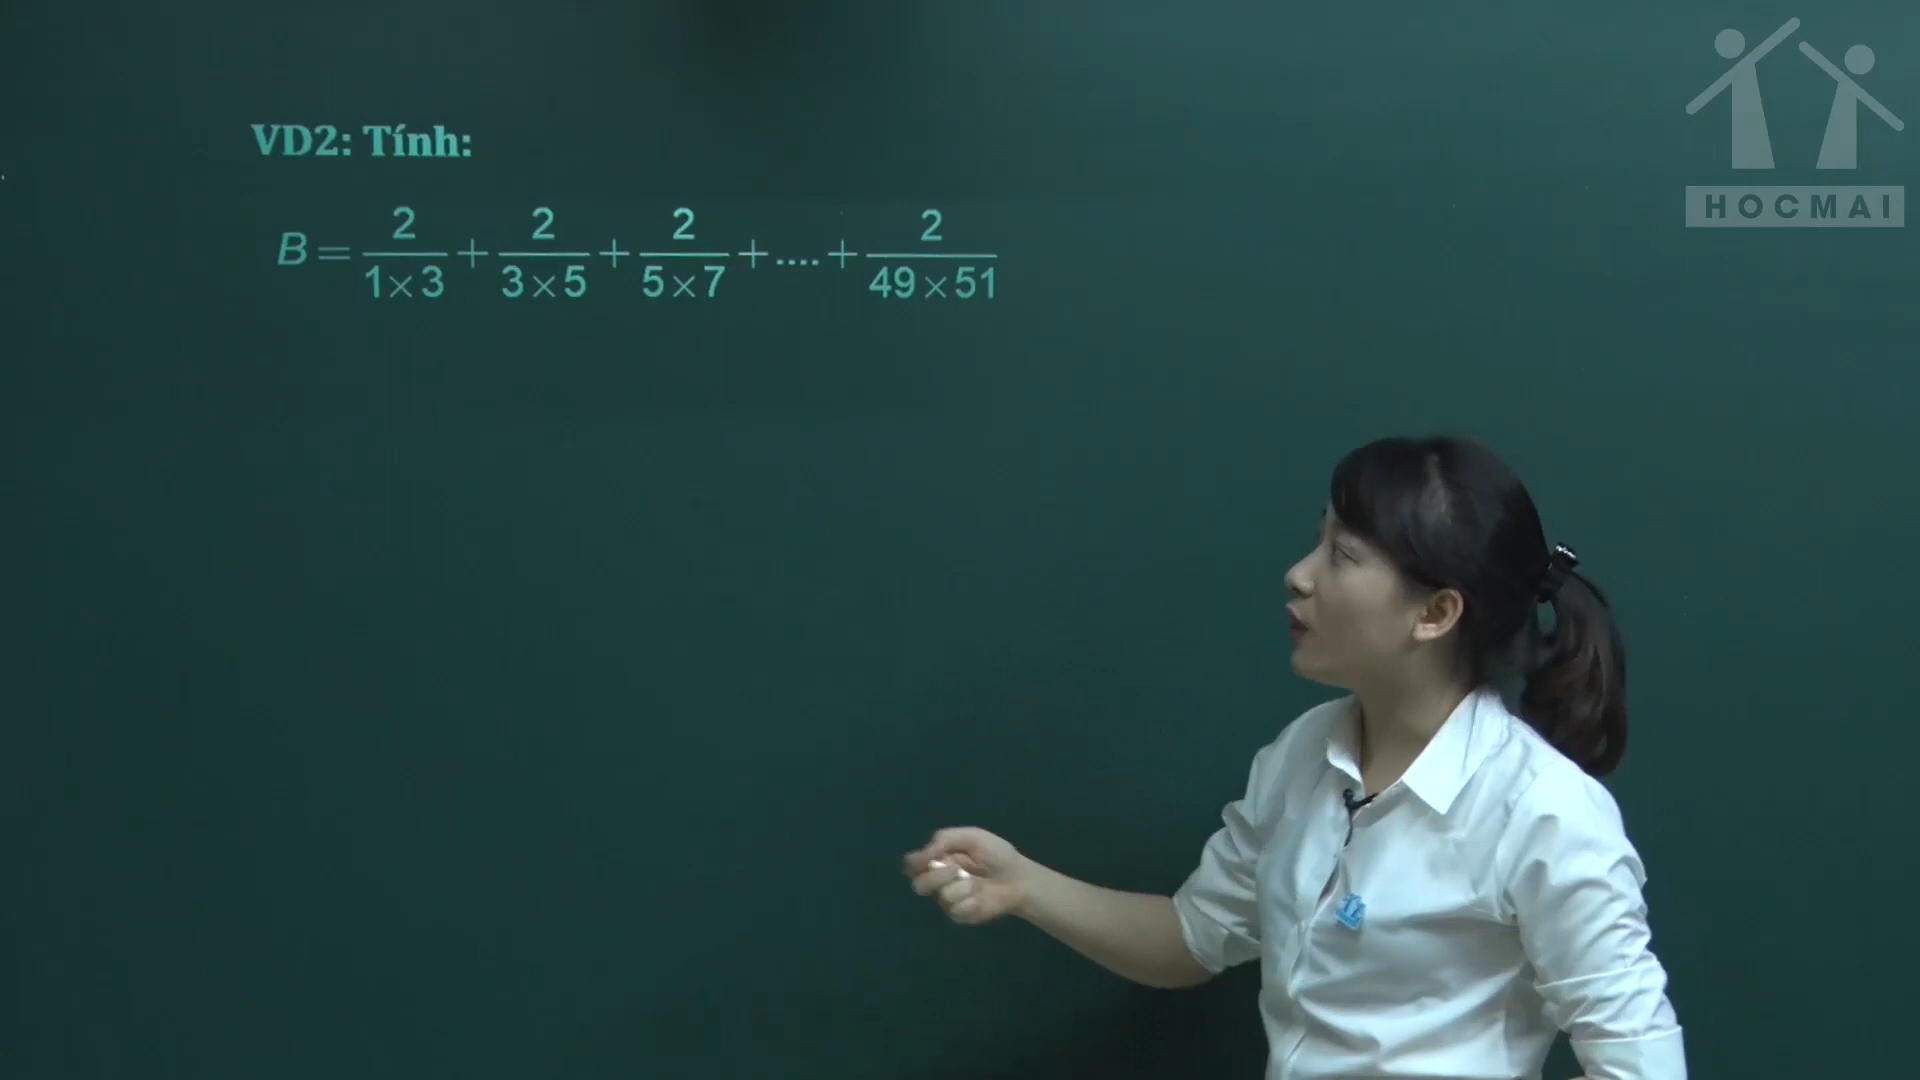 HOCMAI
VD2: Tính:
B = 2/(1×3) + 2/(3×5) + 2/(5×7) + .... + 2/(49×51)